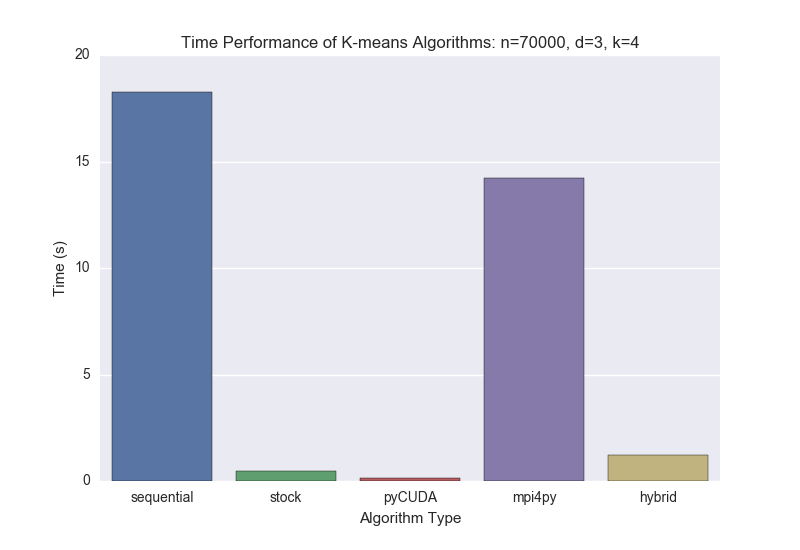 Time Performance of K-means Algorithms: n=70000, d=3, k=4
20
15
10
5
0
Time (s)
sequential stock pyCUDA mpi4py hybrid
Algorithm Type